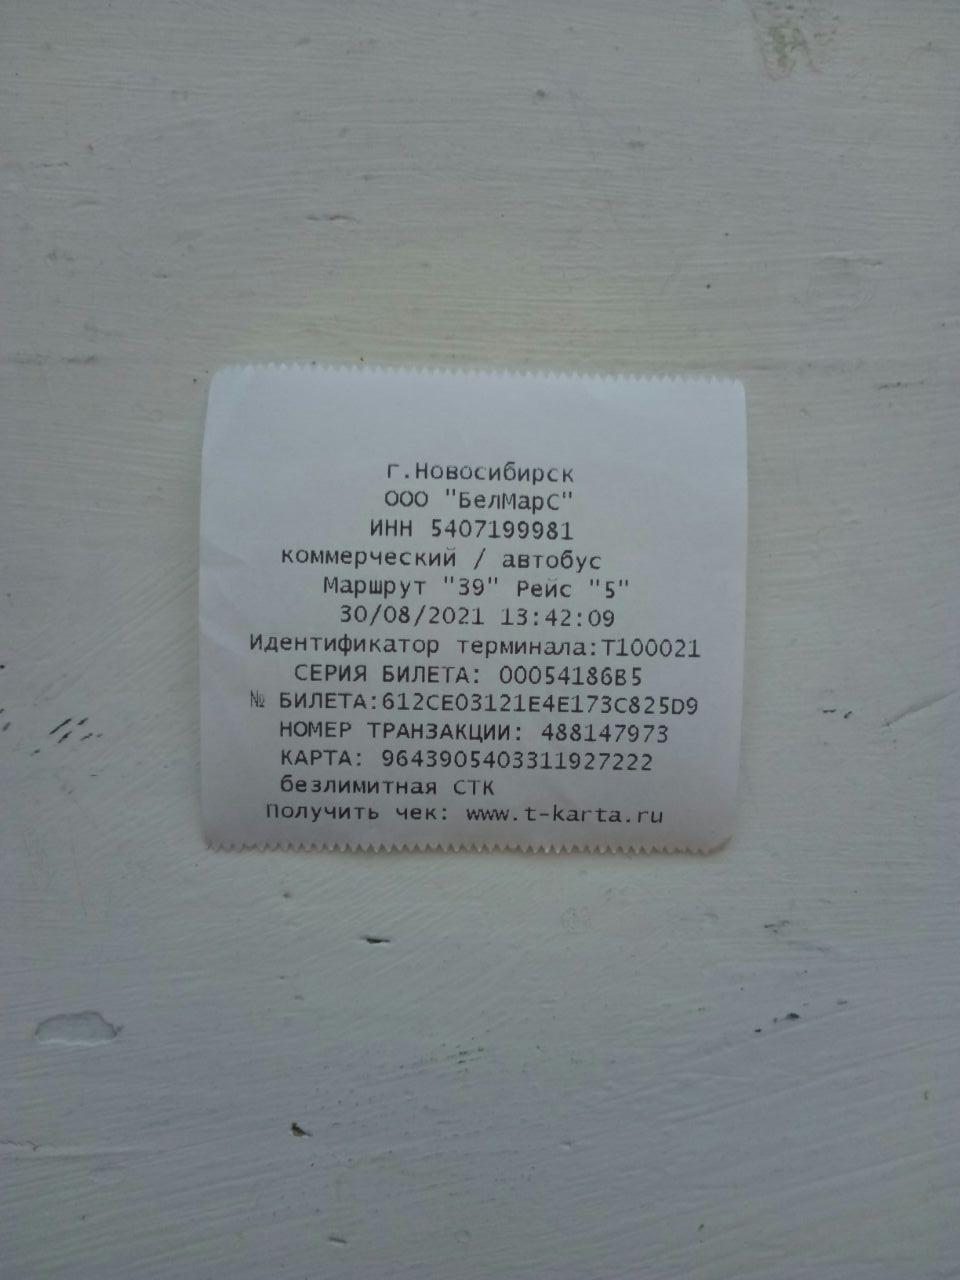 г.Новосибирск
ООО "БелМарС"
ИНН 5407199981
коммерческий / автобус
Маршрут "39" Рейс "5"
30/08/2021 13:42:09
Идентификатор терминала:T100021
СЕРИЯ БИЛЕТА: 00054186B5
№ БИЛЕТА:612CE03121E4E173C825D9
НОМЕР ТРАНЗАКЦИИ: 488147973
КАРТА: 9643905403311927222
безлимитная СТК
Получить чек: www.t-karta.ru